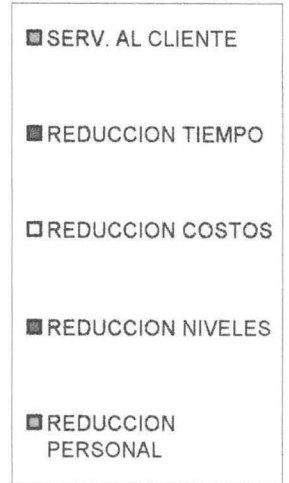 SERV. AL CLIENTE
REDUCCION TIEMPO
REDUCCION COSTOS
REDUCCION NIVELES
REDUCCION
PERSONAL